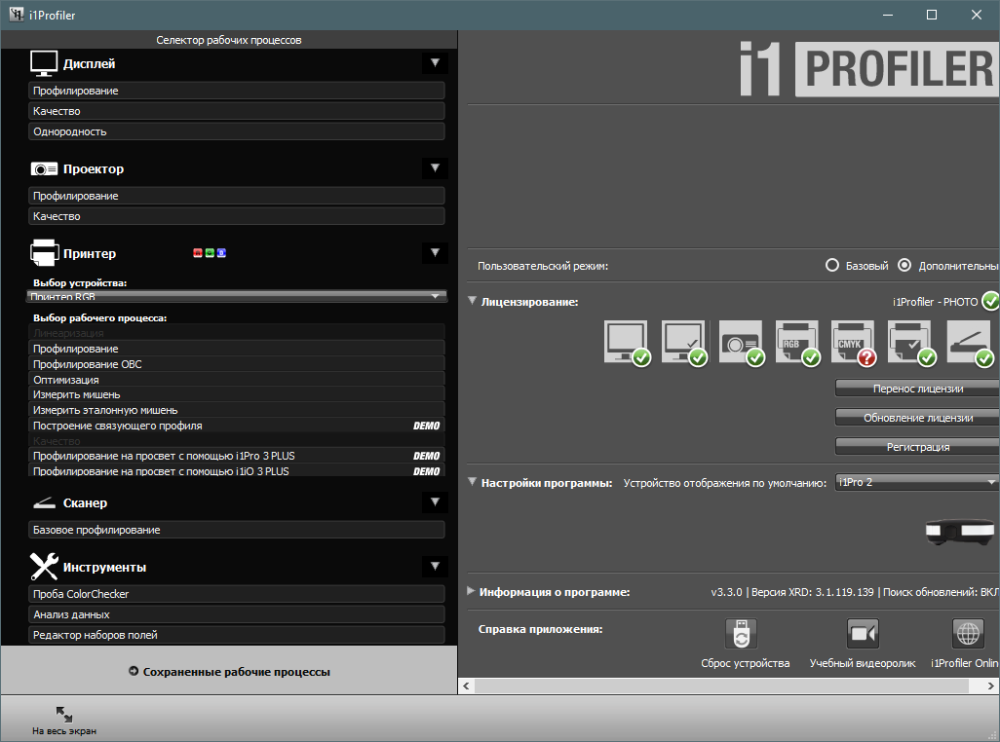 i1Profiler
Селектор рабочих процессов
Дисплей
Профилирование
Качество
Однородность
Проектор
Профилирование
Качество
Принтер
R G B
Выбор устройства:
Принтер RGB
Выбор рабочего процесса:
Линеаризация
Профилирование
Профилирование ОВС
Оптимизация
Измерить мишень
Измерить эталонную мишень
Построение связующего профиля DEMO
Качество
Профилирование на просвет с помощью i1Pro 3 PLUS DEMO
Профилирование на просвет с помощью i1iO 3 PLUS DEMO
Сканер
Базовое профилирование
Инструменты
Проба ColorChecker
Анализ данных
Редактор наборов полей
Сохраненные рабочие процессы
На весь экран
i1 PROFILER
Пользовательский режим: Базовый Дополнительны
Лицензирование: i1Profiler - PHOTO
RGB CMYK
Перенос лицензии
Обновление лицензии
Регистрация
Настройки программы: Устройство отображения по умолчанию: i1Pro 2
Информация о программе: v3.3.0 | Версия XRD: 3.1.119.139 | Поиск обновлений: ВКЛ
Справка приложения:
Сброс устройства Учебный видеоролик i1Profiler Onlin